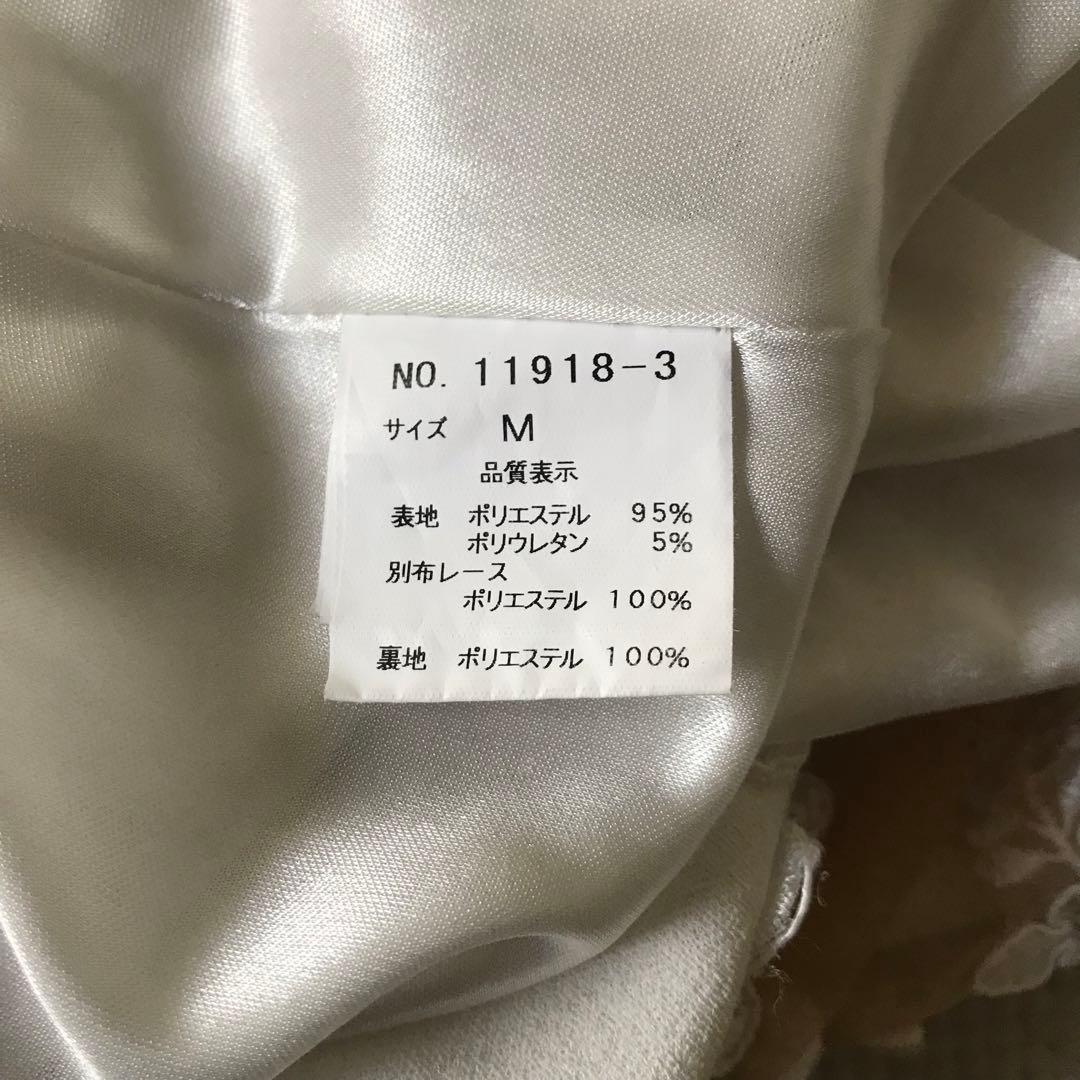 NO. 11918-3
サイズ M
品質表示
表地 ポリエステル 95%
ポリウレタン 5%
別布レース
ポリエステル 100%
裏地 ポリエステル 100%